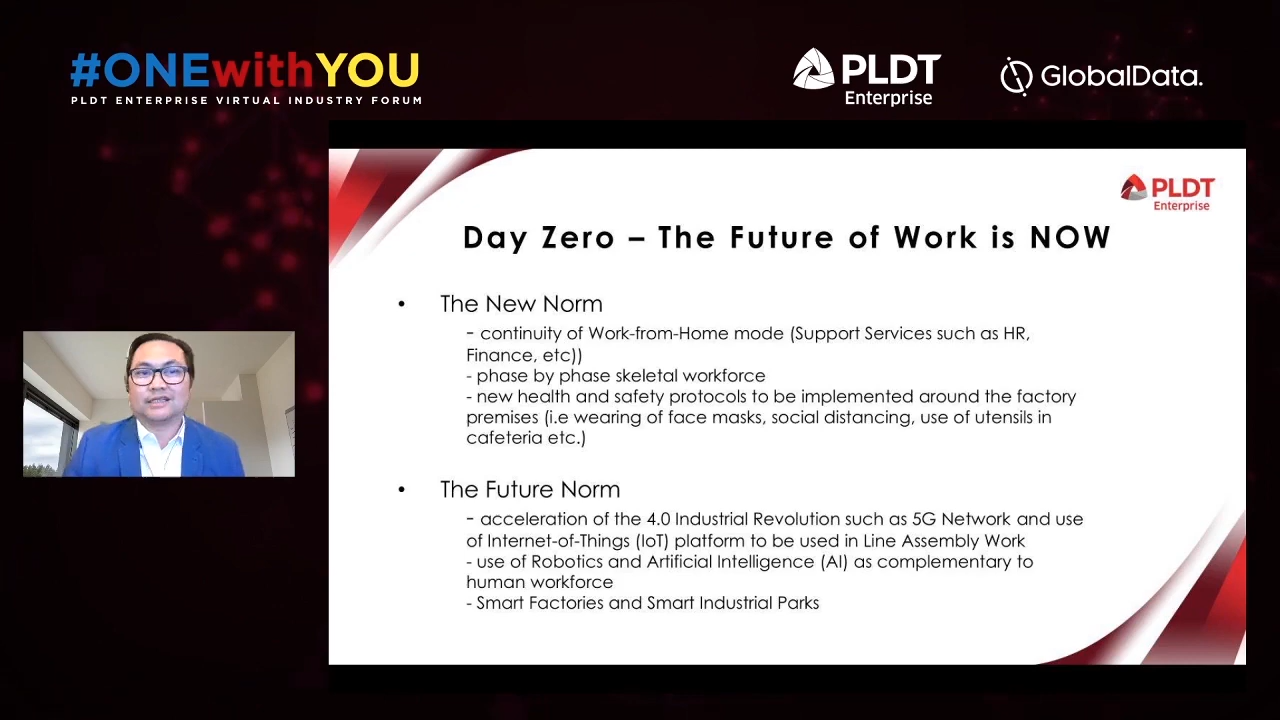 #ONEwithYOU
PLDT ENTERPRISE VIRTUAL INDUSTRY FORUM
PLDT
Enterprise
GlobalData.
PLDT
Enterprise
Day Zero – The Future of Work is NOW
• The New Norm
- continuity of Work-from-Home mode (Support Services such as HR,
Finance, etc))
- phase by phase skeletal workforce
- new health and safety protocols to be implemented around the factory
premises (i.e wearing of face masks, social distancing, use of utensils in
cafeteria etc.)
• The Future Norm
- acceleration of the 4.0 Industrial Revolution such as 5G Network and use
of Internet-of-Things (IoT) platform to be used in Line Assembly Work
- use of Robotics and Artificial Intelligence (AI) as complementary to
human workforce
- Smart Factories and Smart Industrial Parks